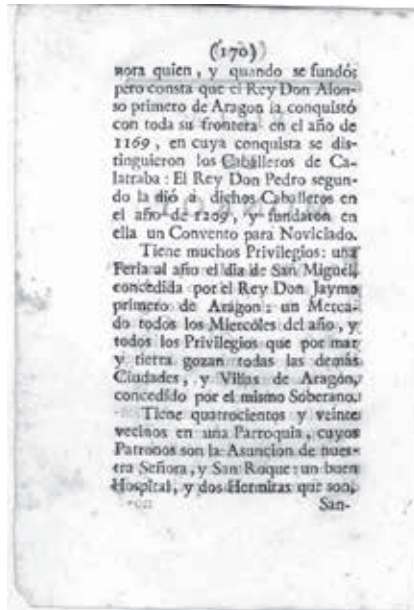 (170)
nora quien, y quando se fundó;
pero consta que el Rey Don Alon-
so primero de Aragon la conquistó
con toda su frontera en el año de
1169, en cuya conquista se dis-
tinguieron los Caballeros de Ca-
latraba: El Rey Don Pedro segun-
do la dió a dichos Caballeros en
el año de 1209, y fundaron en
ella un Convento para Noviciado.
Tiene muchos Privilegios: una
Feria al año el dia de San Miguel,
concedida por el Rey Don Jayme
primero de Aragon: un Merca-
do todos los Miercóles del año, y
todos los Privilegios que por mar
y tierra gozan todas las demás
Ciudades, y Villas de Aragón,
concedido por el mismo Soberano.
Tiene quatrocientos y veinte
vecinos en una Parroquia, cuyos
Patronos son la Asuncion de nues-
tra Señora, y San Roque: un buen
Hospital, y dos Hermitas que son,
San-